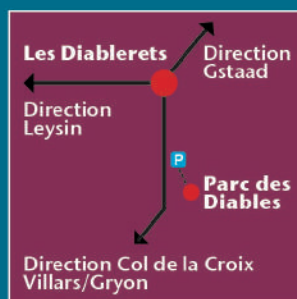 Les Diablerets
Direction
Gstaad
Direction
Leysin
P
Parc des
Diables
Direction Col de la Croix
Villars/Gryon